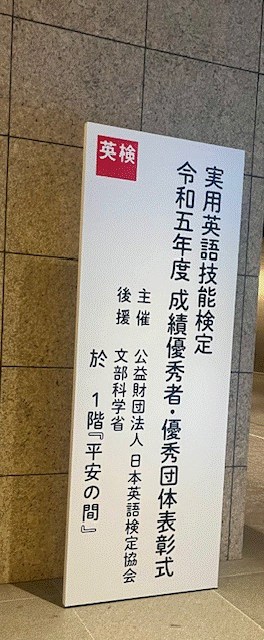 英検
実用英語技能検定
令和五年度 成績優秀者・優秀団体表彰式
主催 公益財団法人 日本英語検定協会
後援 文部科学省
於 1階『平安の間』